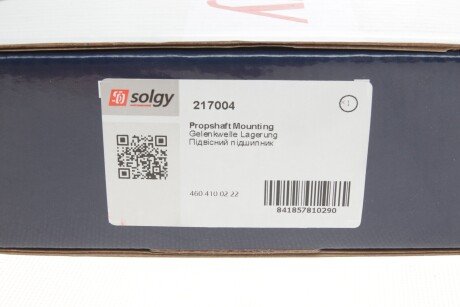 solgy
217004
1
Propshaft Mounting
Gelenkwelle Lagerung
Підвісний підшипник
460 410 02 22
841857810290